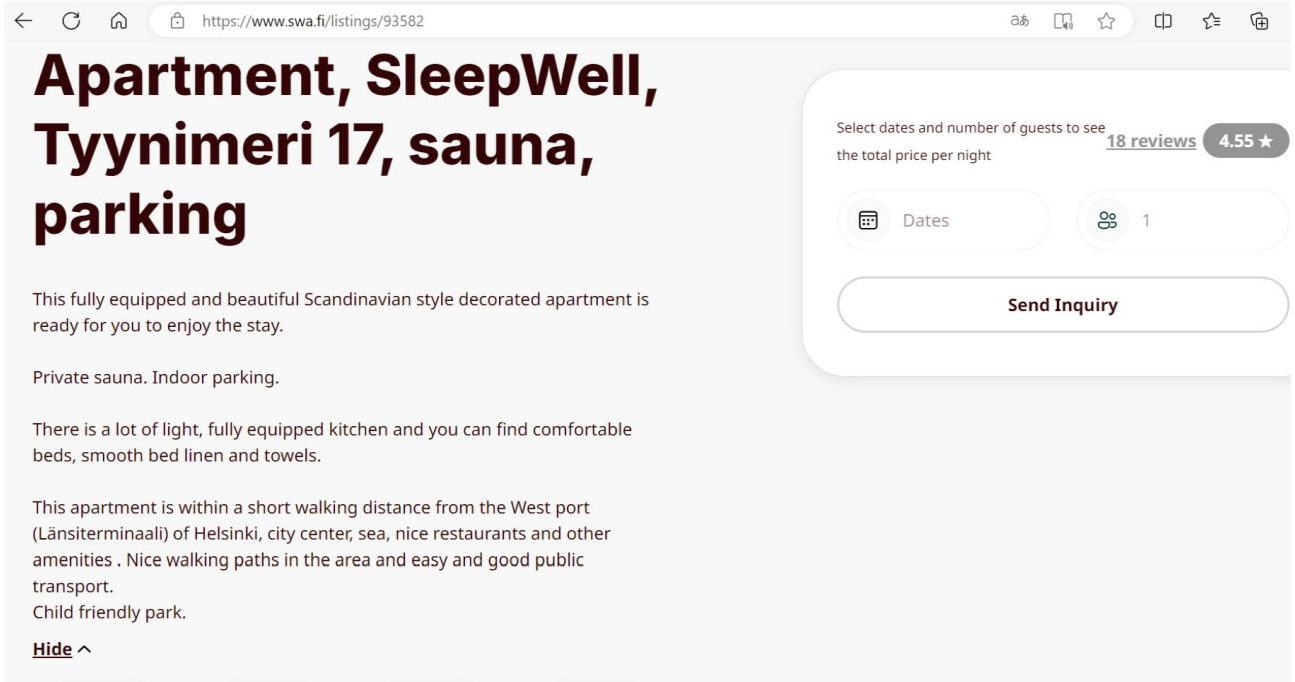 https://www.swa.fi/listings/93582
aあ
Apartment, SleepWell,
Tyynimeri 17, sauna,
parking
This fully equipped and beautiful Scandinavian style decorated apartment is
ready for you to enjoy the stay.
Private sauna. Indoor parking.
There is a lot of light, fully equipped kitchen and you can find comfortable
beds, smooth bed linen and towels.
This apartment is within a short walking distance from the West port
(Länsiterminaali) of Helsinki, city center, sea, nice restaurants and other
amenities . Nice walking paths in the area and easy and good public
transport.
Child friendly park.
Hide
Select dates and number of guests to see
the total price per night
18 reviews
4.55 ★
Dates
1
Send Inquiry